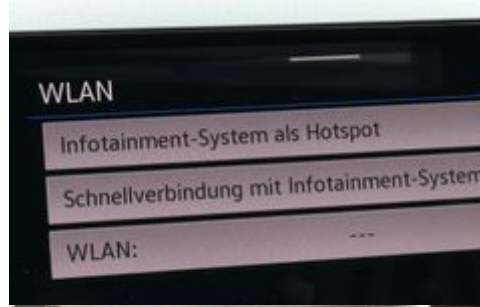 WLAN
Infotainment-System als Hotspot
Schnellverbindung mit Infotainment-System
WLAN: ---